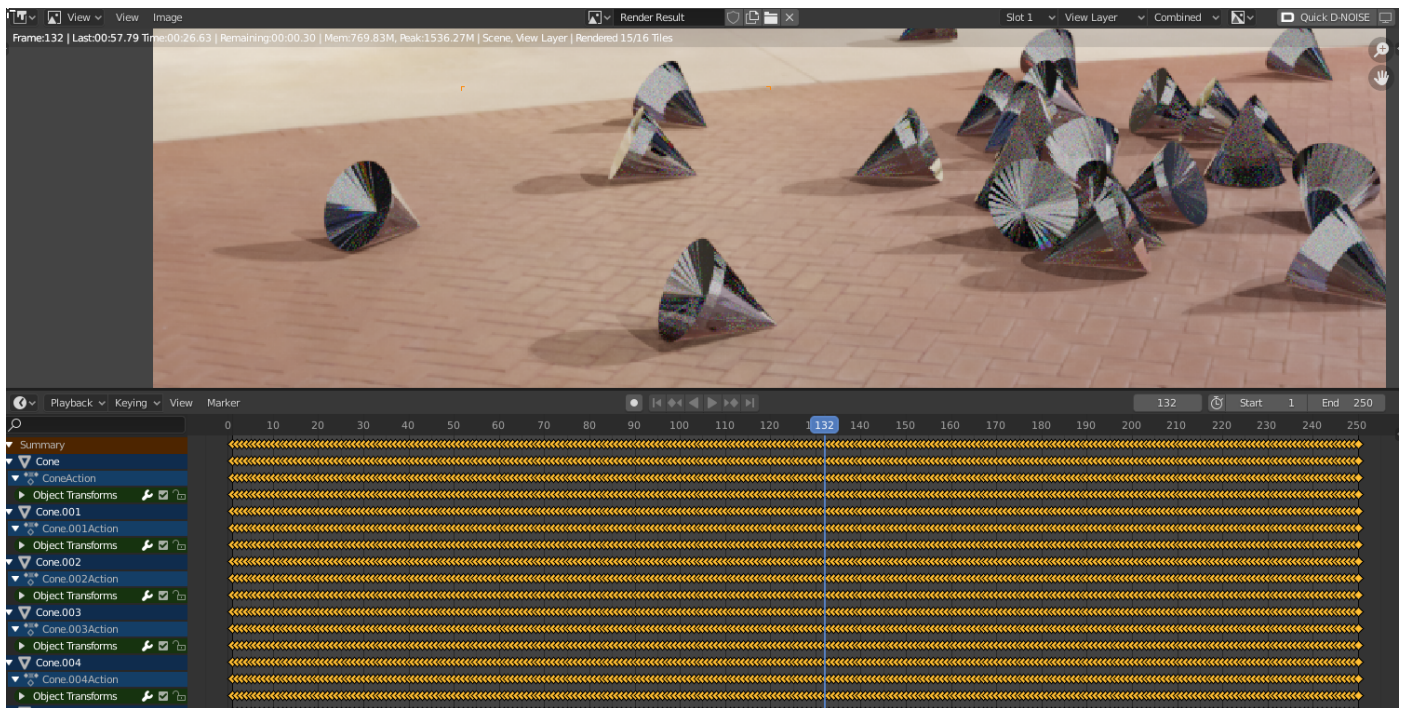 View View Image Render Result Slot 1 View Layer Combined Quick D-NOISE
Frame:132 | Last:00:57.79 Time:00:26.63 | Remaining:00:00.30 | Mem:769.83M, Peak:1536.27M | Scene, View Layer | Rendered 15/16 Tiles
Playback Keying View Marker 132 Start 1 End 250
0 10 20 30 40 50 60 70 80 90 100 110 120 132 140 150 160 170 180 190 200 210 220 230 240 250
Summary
Cone
ConeAction
Object Transforms
Cone.001
Cone.001Action
Object Transforms
Cone.002
Cone.002Action
Object Transforms
Cone.003
Cone.003Action
Object Transforms
Cone.004
Cone.004Action
Object Transforms